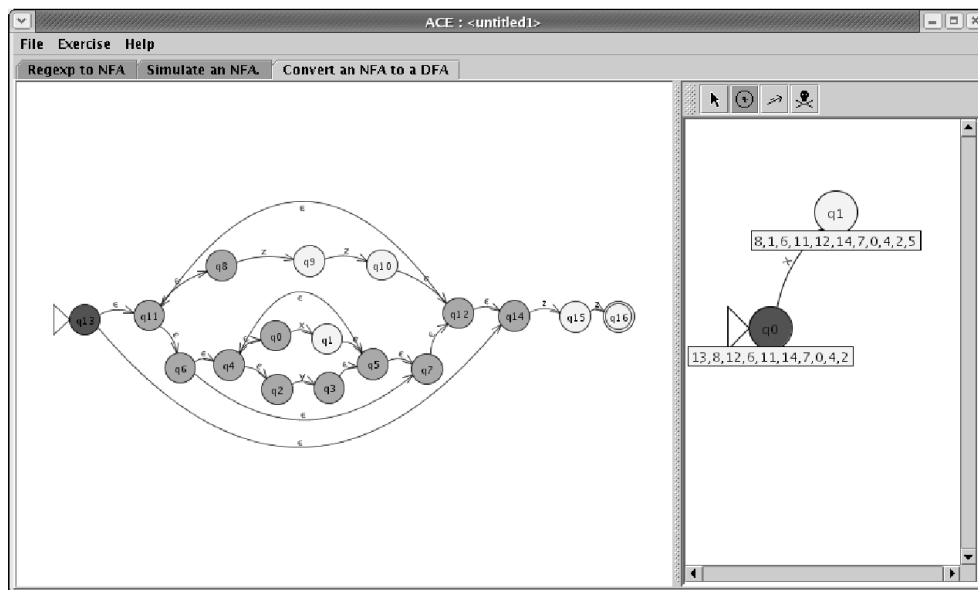 ACE : <untitled1>
File Exercise Help
Regexp to NFA Simulate an NFA. Convert an NFA to a DFA
ϵ
q8 z q9 z q10
ϵ ϵ
q13 ϵ q11 q12 ϵ q14 z q15 z q16
ϵ
ϵ q0 x q1
q6 ϵ q4 ϵ ϵ q5 ϵ q7 ϵ
ϵ q2 y q3 ϵ
ϵ
ϵ
q1
8,1,6,11,12,14,7,0,4,2,5
x
q0
13,8,12,6,11,14,7,0,4,2